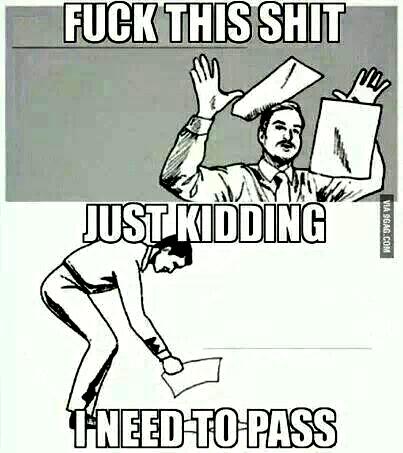 FUCK THIS SHIT
VIA 9GAG.COM
JUST KIDDING
I NEED TO PASS